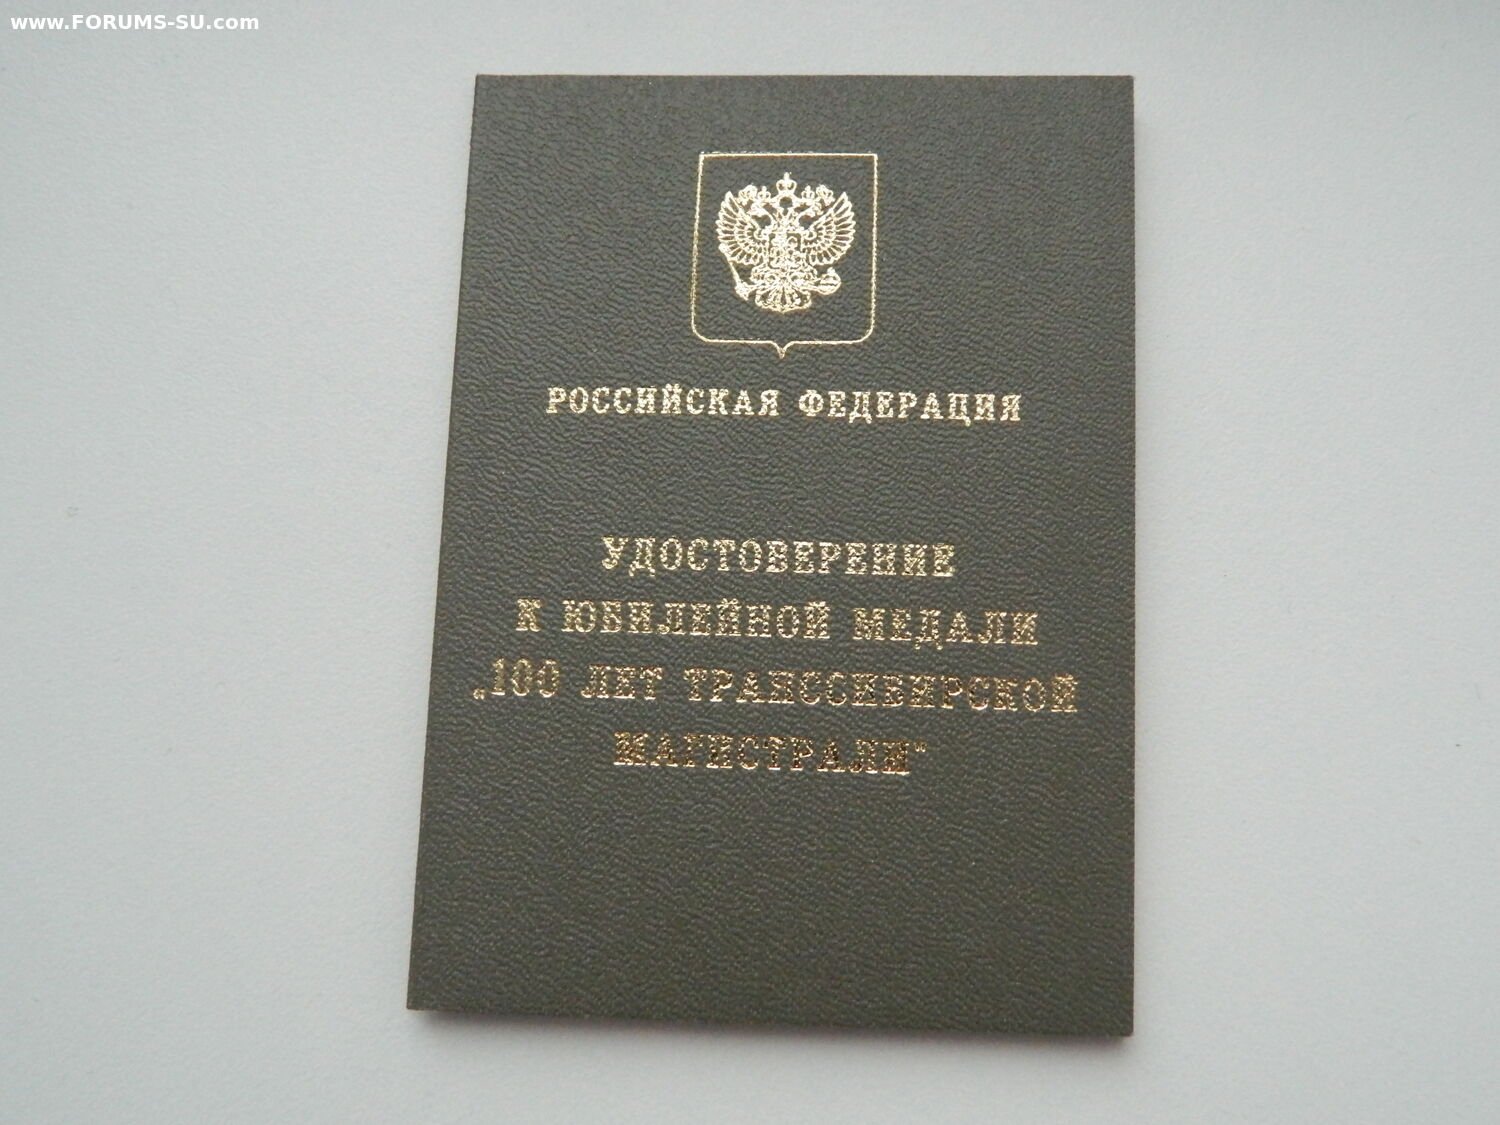 www.FORUMS-SU.com
РОССИЙСКАЯ ФЕДЕРАЦИЯ
УДОСТОВЕРЕНИЕ
К ЮБИЛЕЙНОЙ МЕДАЛИ
„100 ЛЕТ ТРАНССИБИРСКОЙ
МАГИСТРАЛИ"